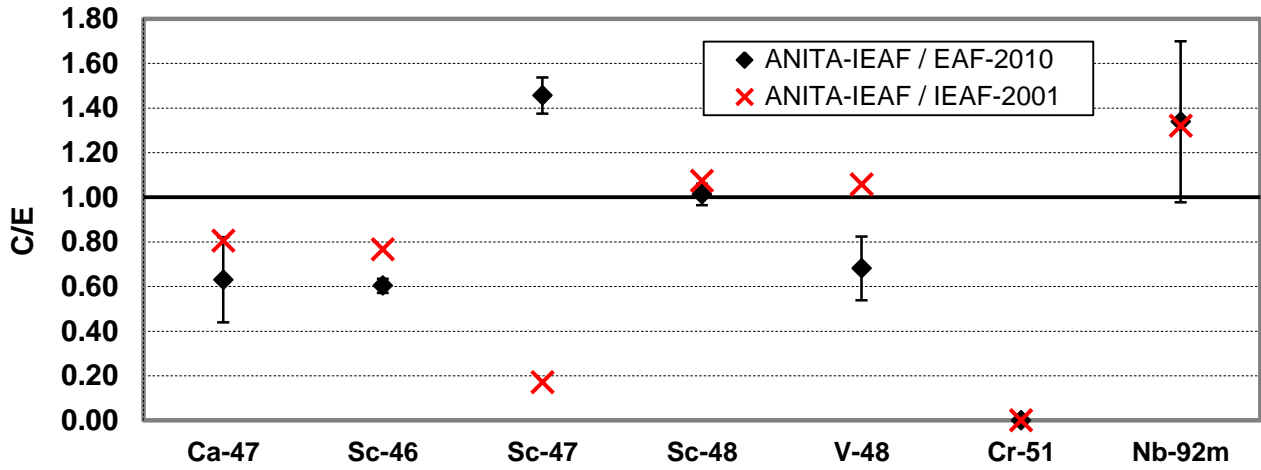 1.80
1.60
1.40
1.20
1.00
0.80
0.60
0.40
0.20
0.00
C/E
ANITA-IEAF / EAF-2010
ANITA-IEAF / IEAF-2001
Ca-47 Sc-46 Sc-47 Sc-48 V-48 Cr-51 Nb-92m